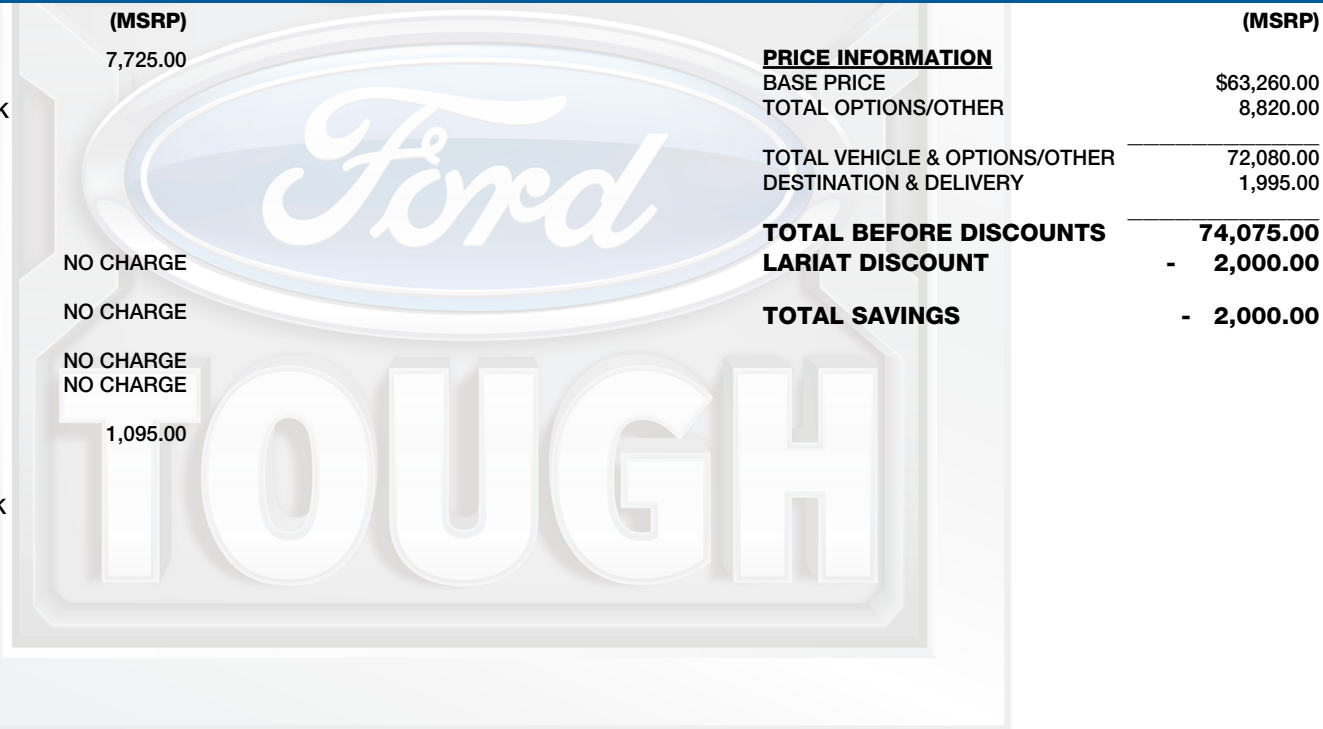 (MSRP)
7,725.00
K
NO CHARGE
NO CHARGE
NO CHARGE
NO CHARGE
1,095.00
K
Ford
TOUGH
(MSRP)
PRICE INFORMATION
BASE PRICE $63,260.00
TOTAL OPTIONS/OTHER 8,820.00
TOTAL VEHICLE & OPTIONS/OTHER 72,080.00
DESTINATION & DELIVERY 1,995.00
TOTAL BEFORE DISCOUNTS 74,075.00
LARIAT DISCOUNT - 2,000.00
TOTAL SAVINGS - 2,000.00